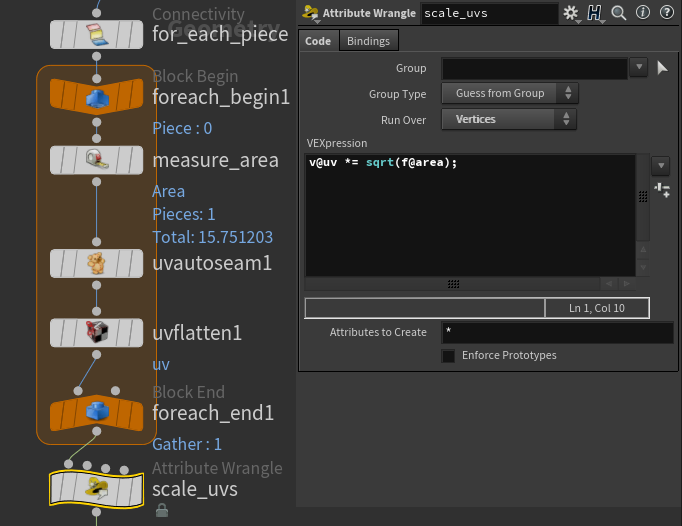 Geometry
Connectivity
for_each_piece
Block Begin
foreach_begin1
Piece : 0
measure_area
Area
Pieces: 1
Total: 15.751203
uvautoseam1
uvflatten1
uv
Block End
foreach_end1
Gather : 1
Attribute Wrangle
scale_uvs
Attribute Wrangle scale_uvs
Code Bindings
Group
Group Type Guess from Group
Run Over Vertices
VEXpression
v@uv *= sqrt(f@area);
Ln 1, Col 10
Attributes to Create *
Enforce Prototypes